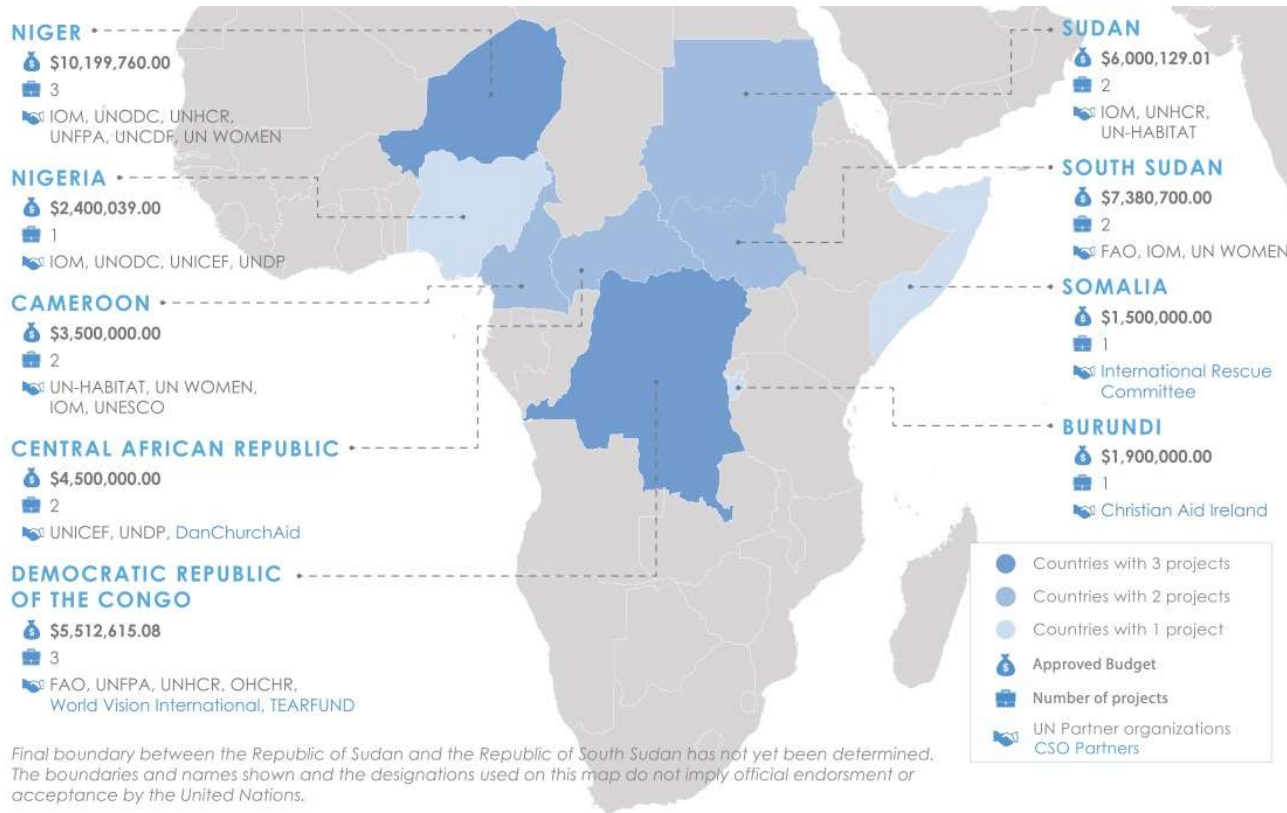 NIGER
$10,199,760.00
3
IOM, UNODC, UNHCR,
UNFPA, UNCDF, UN WOMEN
NIGERIA
$2,400,039.00
1
IOM, UNODC, UNICEF, UNDP
CAMEROON
$3,500,000.00
2
UN-HABITAT, UN WOMEN,
IOM, UNESCO
CENTRAL AFRICAN REPUBLIC
$4,500,000.00
2
UNICEF, UNDP, DanChurchAid
DEMOCRATIC REPUBLIC
OF THE CONGO
$5,512,615.08
3
FAO, UNFPA, UNHCR, OHCHR,
World Vision International, TEARFUND
SUDAN
$6,000,129.01
2
IOM, UNHCR,
UN-HABITAT
SOUTH SUDAN
$7,380,700.00
2
FAO, IOM, UN WOMEN
SOMALIA
$1,500,000.00
1
International Rescue
Committee
BURUNDI
$1,900,000.00
1
Christian Aid Ireland
Countries with 3 projects
Countries with 2 projects
Countries with 1 project
$ Approved Budget
Number of projects
UN Partner organizations
CSO Partners
Final boundary between the Republic of Sudan and the Republic of South Sudan has not yet been determined.
The boundaries and names shown and the designations used on this map do not imply official endorsment or
acceptance by the United Nations.